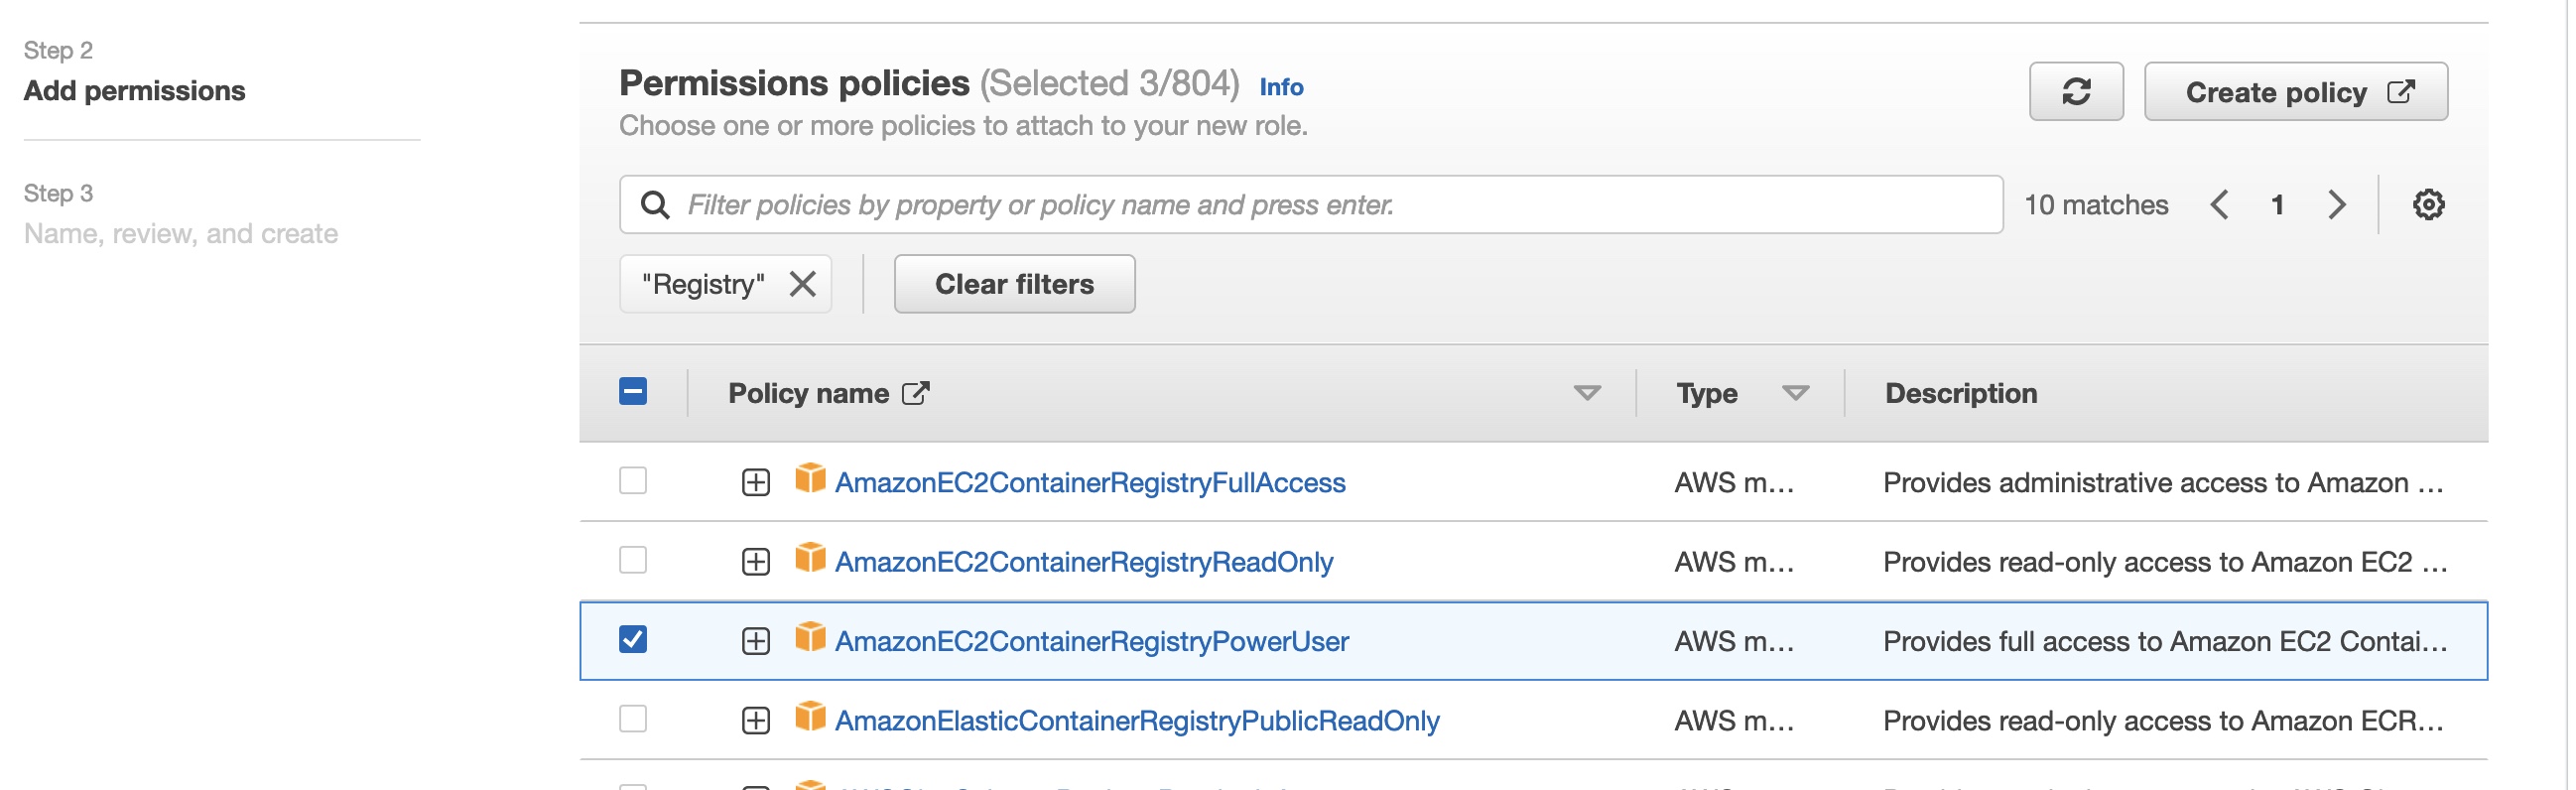 Step 2
Add permissions
Step 3
Name, review, and create
Permissions policies (Selected 3/804) Info
Choose one or more policies to attach to your new role.
Create policy
Filter policies by property or policy name and press enter.
10 matches
1
"Registry"
Clear filters
Policy name Type Description
AmazonEC2ContainerRegistryFullAccess AWS m... Provides administrative access to Amazon ...
AmazonEC2ContainerRegistryReadOnly AWS m... Provides read-only access to Amazon EC2 ...
AmazonEC2ContainerRegistryPowerUser AWS m... Provides full access to Amazon EC2 Contai...
AmazonElasticContainerRegistryPublicReadOnly AWS m... Provides read-only access to Amazon ECR...